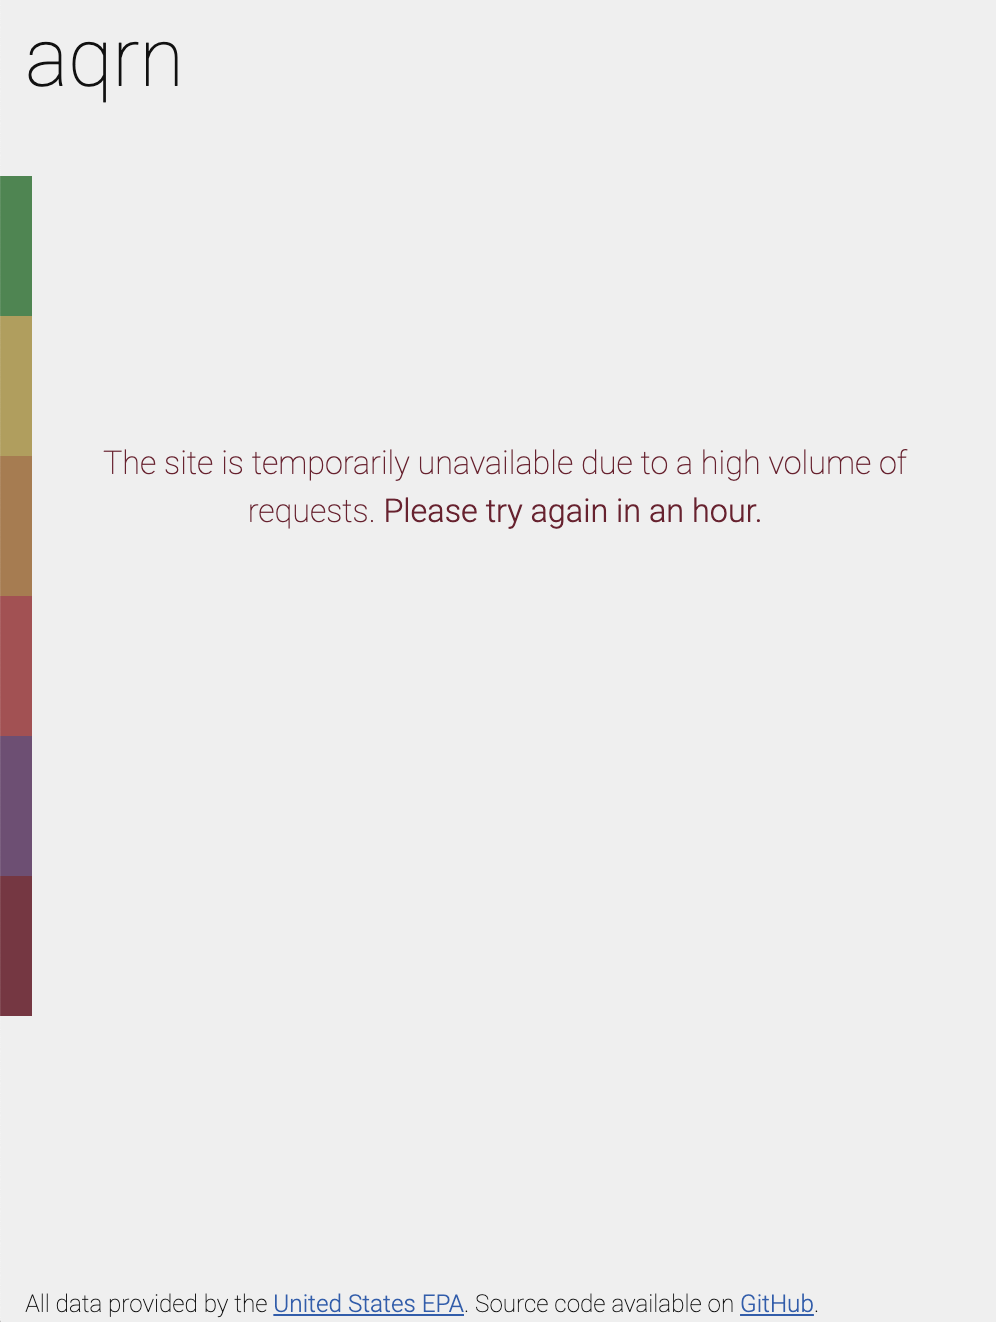 aqrn
The site is temporarily unavailable due to a high volume of
requests. Please try again in an hour.
All data provided by the United States EPA. Source code available on GitHub.